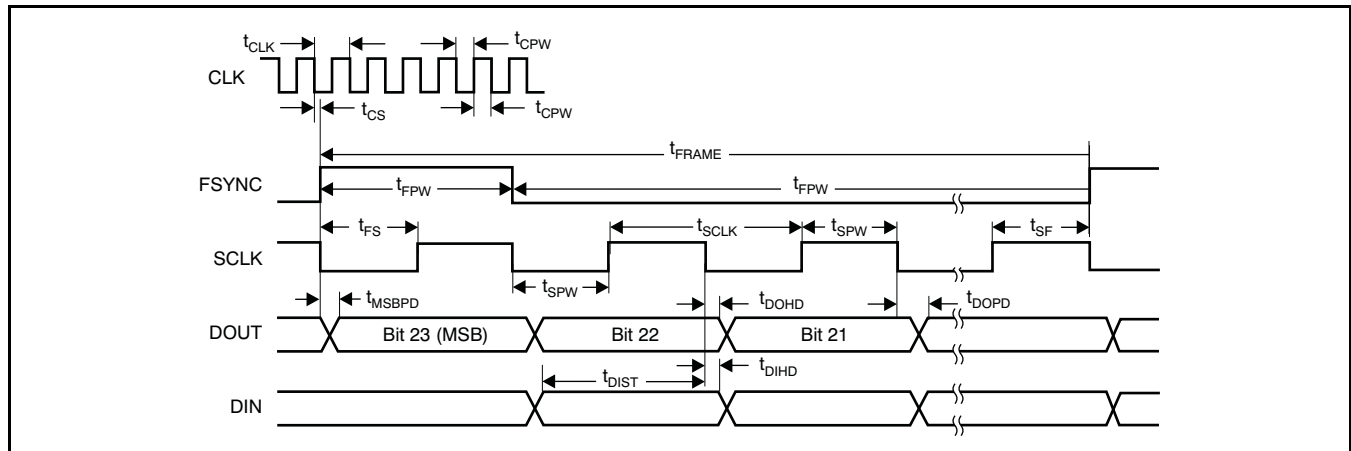 tCLK tCPW
CLK
tCS tCPW
tFRAME
FSYNC tFPW tFPW
tFS tSCLK tSPW tSF
SCLK
tSPW
tMSBPD tDOHD tDOPD
DOUT Bit 23 (MSB) Bit 22 Bit 21
tDIST tDIHD
DIN